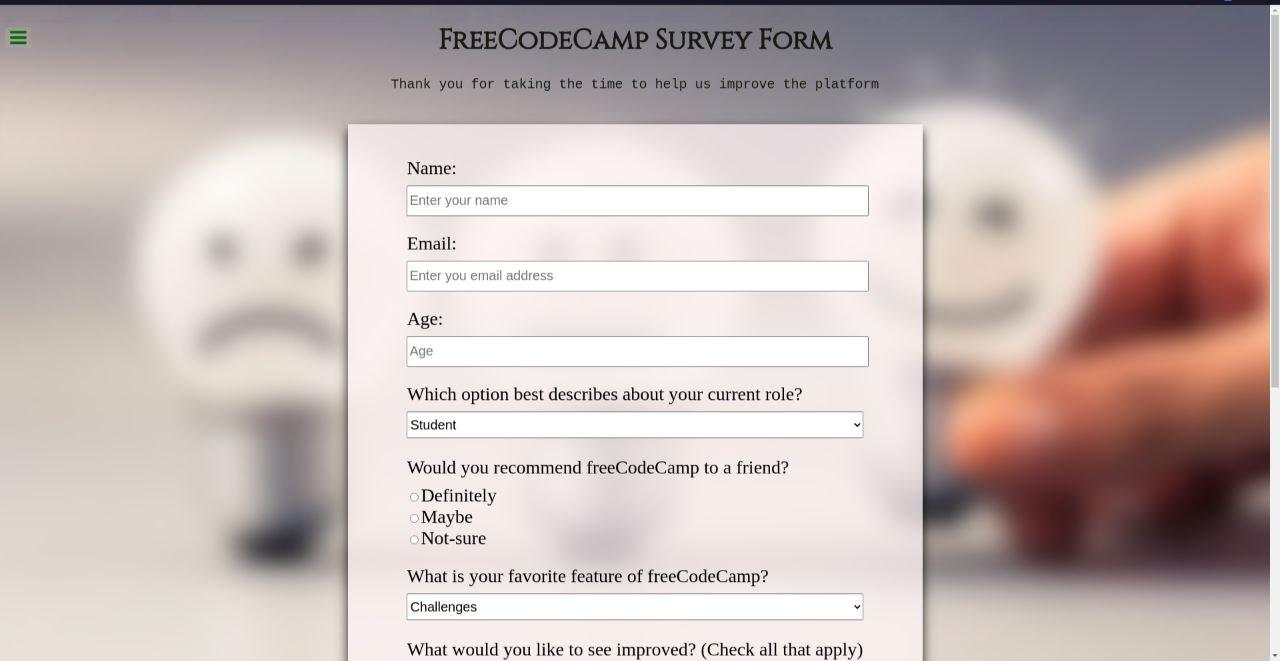 FreeCodeCamp Survey Form
Thank you for taking the time to help us improve the platform
Name:
Enter your name
Email:
Enter you email address
Age:
Age
Which option best describes about your current role?
Student
Would you recommend freeCodeCamp to a friend?
Definitely
Maybe
Not-sure
What is your favorite feature of freeCodeCamp?
Challenges
What would you like to see improved? (Check all that apply)